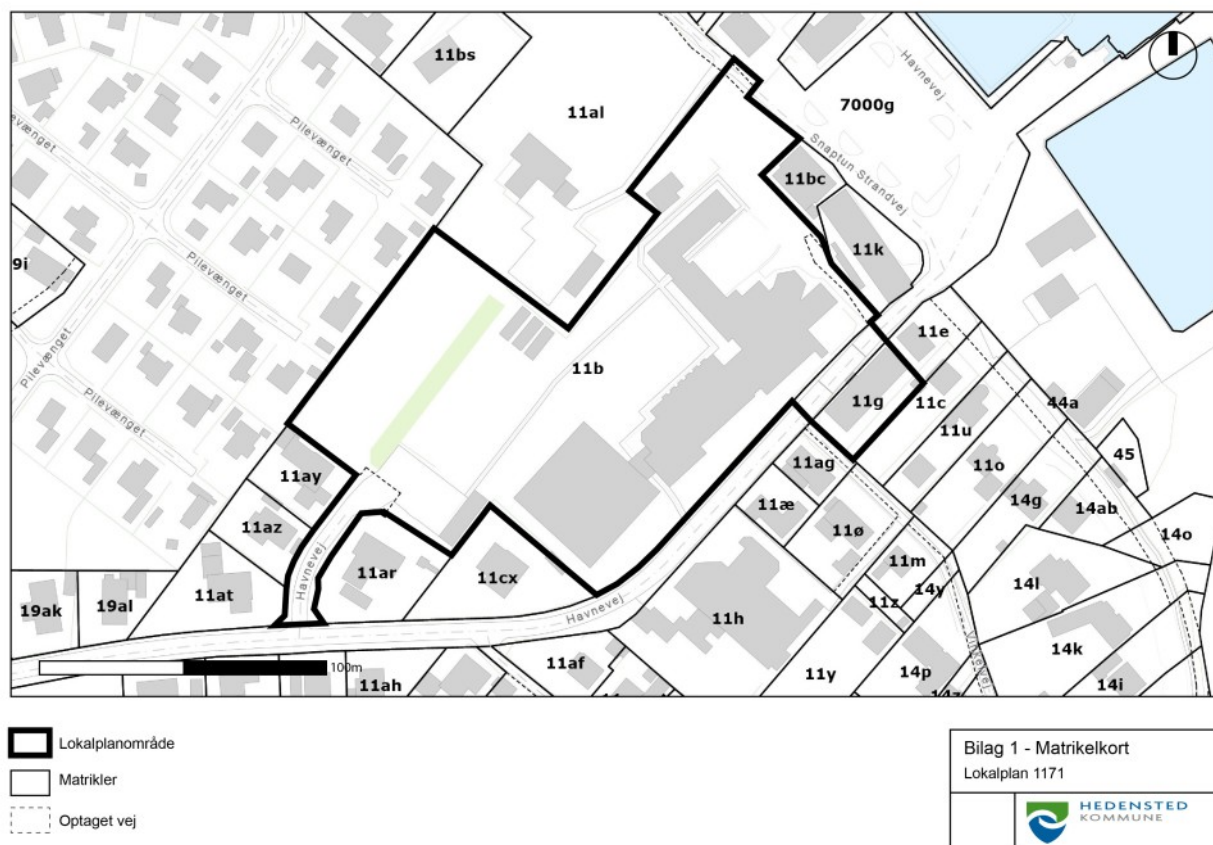 11bs
Havnevej
Pilevænget
Pilevænget
11al
7000g
Snaptun Strandvej
11bc
11k
9i
Pilevænget
Pilevænget
Pilevænget
11e
11b
11g
11c
44a
11u
11ay
11ag
11o
45
11æ
14g
11az
11ø
14ab
14o
Havnevej
11ar
11m
11cx
14l
14y
19ak
19al
11at
11z
Havnevej
11h
Vinkelvej
14k
100m
11ah
11af
11y
14p
14i
Lokalplanområde
Matrikler
Optaget vej
Bilag 1 - Matrikelkort
Lokalplan 1171
HEDENSTED
KOMMUNE